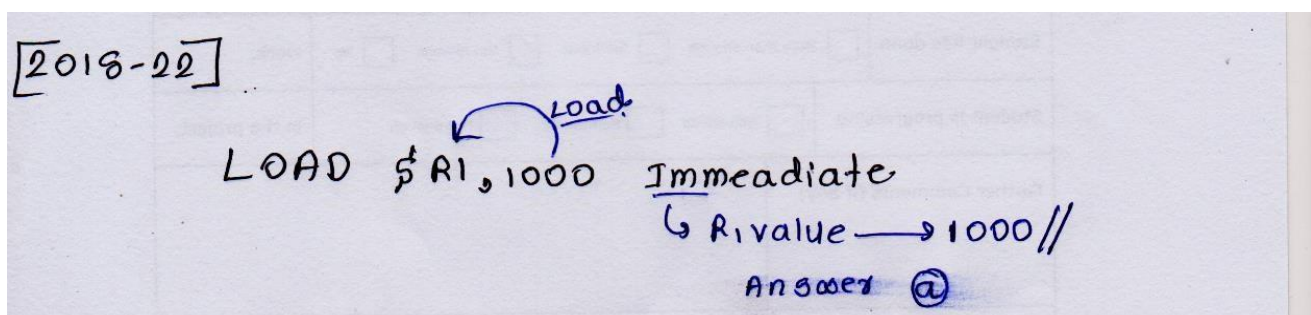 [2018-22]
Load
LOAD $R1, 1000 Immeadiate
↳ R1 value → 1000 //
Answer ⓐ